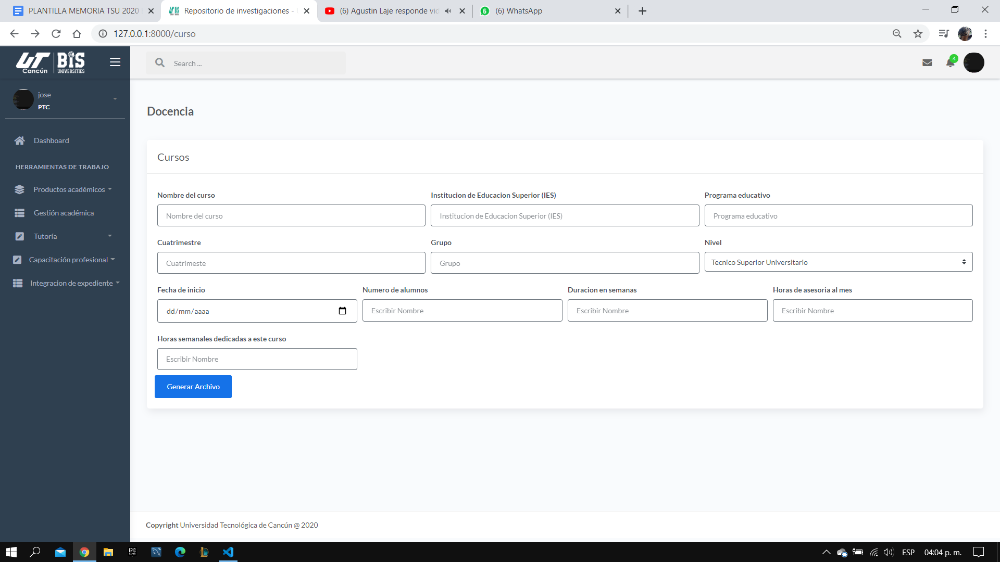 PLANTILLA MEMORIA TSU 2020
Repositorio de investigaciones -
(6) Agustin Laje responde vid
6
(6) WhatsApp
127.0.0.1:8000/curso
UT Cancún
BIS UNIVERSITIES
Search ...
4
jose
PTC
Dashboard
HERRAMIENTAS DE TRABAJO
Productos académicos
Gestión académica
Tutoría
Capacitación profesional
Integracion de expediente
Docencia
Cursos
Nombre del curso
Institucion de Educacion Superior (IES)
Programa educativo
Nombre del curso
Institucion de Educacion Superior (IES)
Programa educativo
Cuatrimestre
Grupo
Nivel
Cuatrimeste
Grupo
Tecnico Superior Universitario
Fecha de inicio
Numero de alumnos
Duracion en semanas
Horas de asesoria al mes
dd/mm/aaaa
Escribir Nombre
Escribir Nombre
Escribir Nombre
Horas semanales dedicadas a este curso
Escribir Nombre
Generar Archivo
Copyright Universidad Tecnológica de Cancún @ 2020
EPIC GAMES
ESP
04:04 p. m.